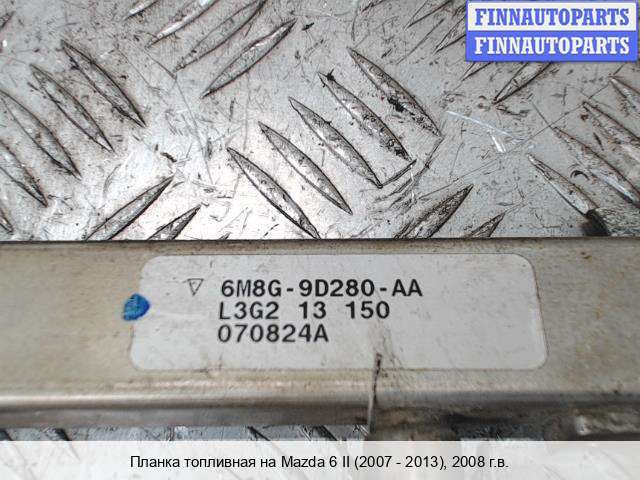 FINNAUTOPARTS
FINNAUTOPARTS
6M8G-9D280-AA
L3G2 13 150
070824A
Планка топливная на Mazda 6 II (2007 - 2013), 2008 г.в.